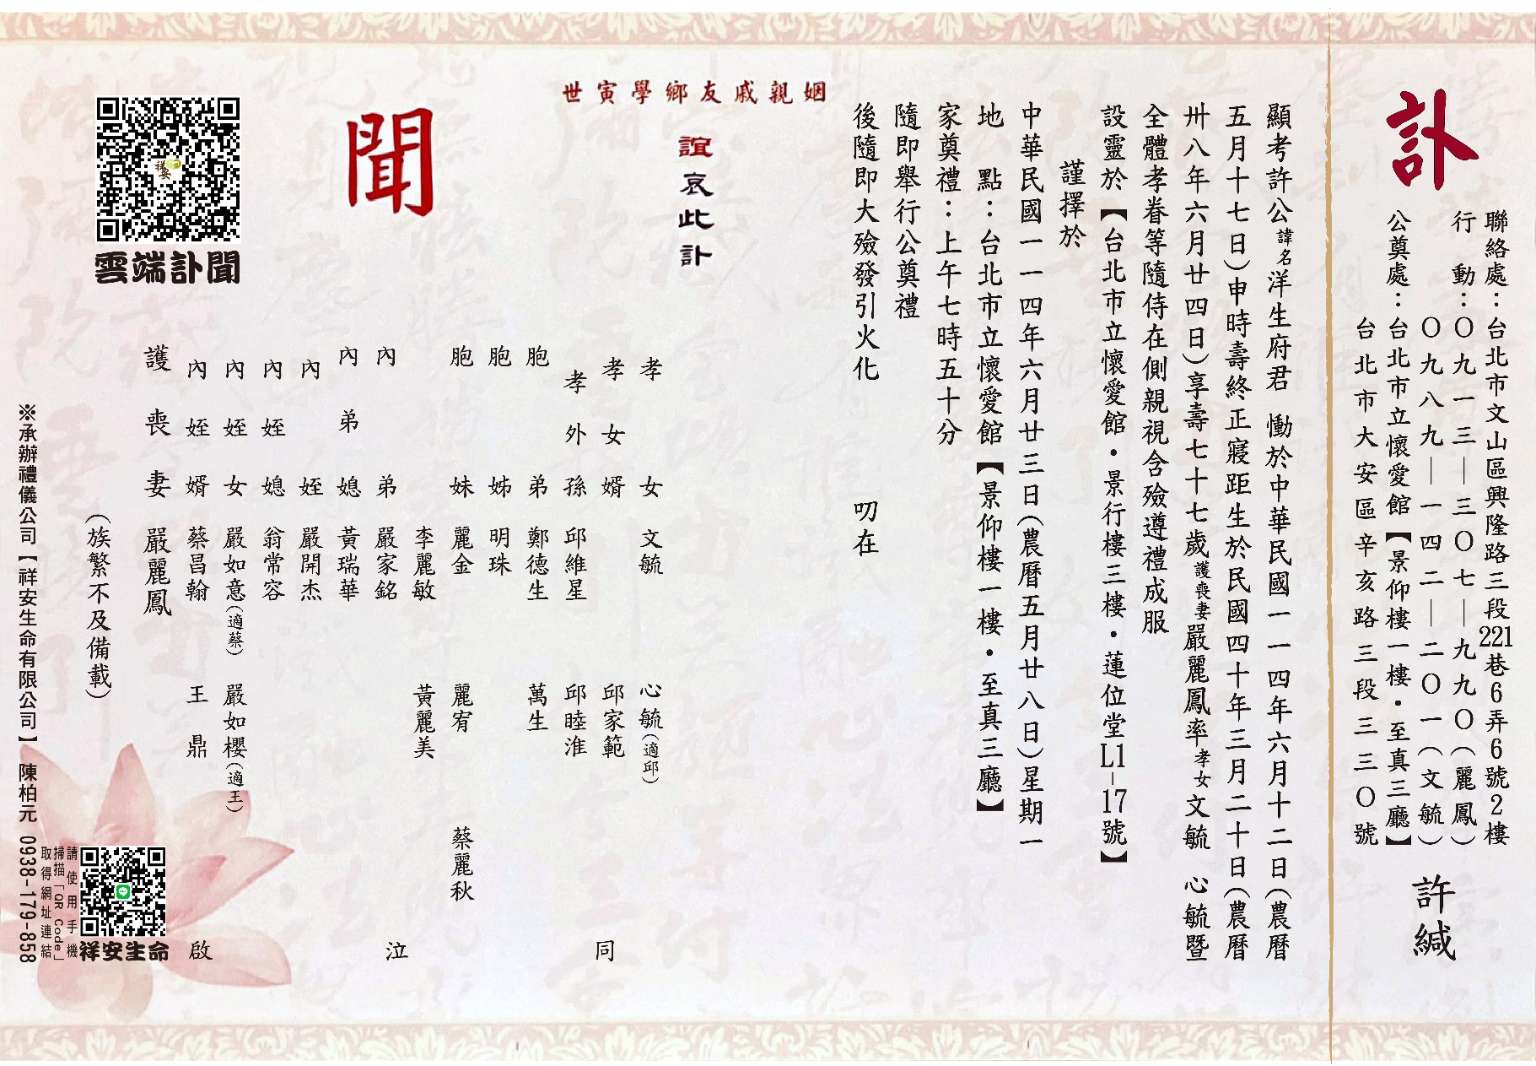 訃
聯絡處：台北市文山區興隆路三段221巷6弄6號2樓
行　動：〇九一三—三〇七—九九〇（麗鳳）
〇九八九—一四二—二〇一（文毓）
公奠處：台北市立懷愛館【景仰樓一樓・至真三廳】
台北市大安區辛亥路三段三三〇號
許緘
顯考許公諱名洋生府君　慟於中華民國一一四年六月十二日（農曆
五月十七日）申時壽終正寢距生於民國四十年三月二十日（農曆
卅八年六月廿四日）享壽七十七歲護喪妻嚴麗鳳率孝女文毓　心毓暨
全體孝眷等隨侍在側親視含殮遵禮成服
設靈於【台北市立懷愛館・景行樓三樓・蓮位堂L1-17號】
謹擇於
中華民國一一四年六月廿三日（農曆五月廿八日）星期一
地　點：台北市立懷愛館【景仰樓一樓・至真三廳】
家奠禮：上午七時五十分
隨即舉行公奠禮
後隨即大殮發引火化　　叨在
世寅學鄉友戚親姻
誼哀此訃
聞
孝女　文毓　心毓（適邱）
孝女婿　邱家範
孝外孫　邱維星　邱睦淮
胞弟　鄭德生　萬生
胞姊　明珠
胞妹　麗金　麗宥　蔡麗秋
李麗敏　黃麗美
內弟　嚴家銘
內弟媳　黃瑞華
內姪　嚴開杰
內姪媳　翁常容
內姪女　嚴如意（適蔡）　嚴如櫻（適王）
內姪婿　蔡昌翰　王鼎
護喪妻　嚴麗鳳
同
泣
啟
（族繁不及備載）
雲端訃聞
請使用手機
掃描「QR Code」
取得網址連結
祥安生命
※承辦禮儀公司【祥安生命有限公司】陳柏元 0938-179-858